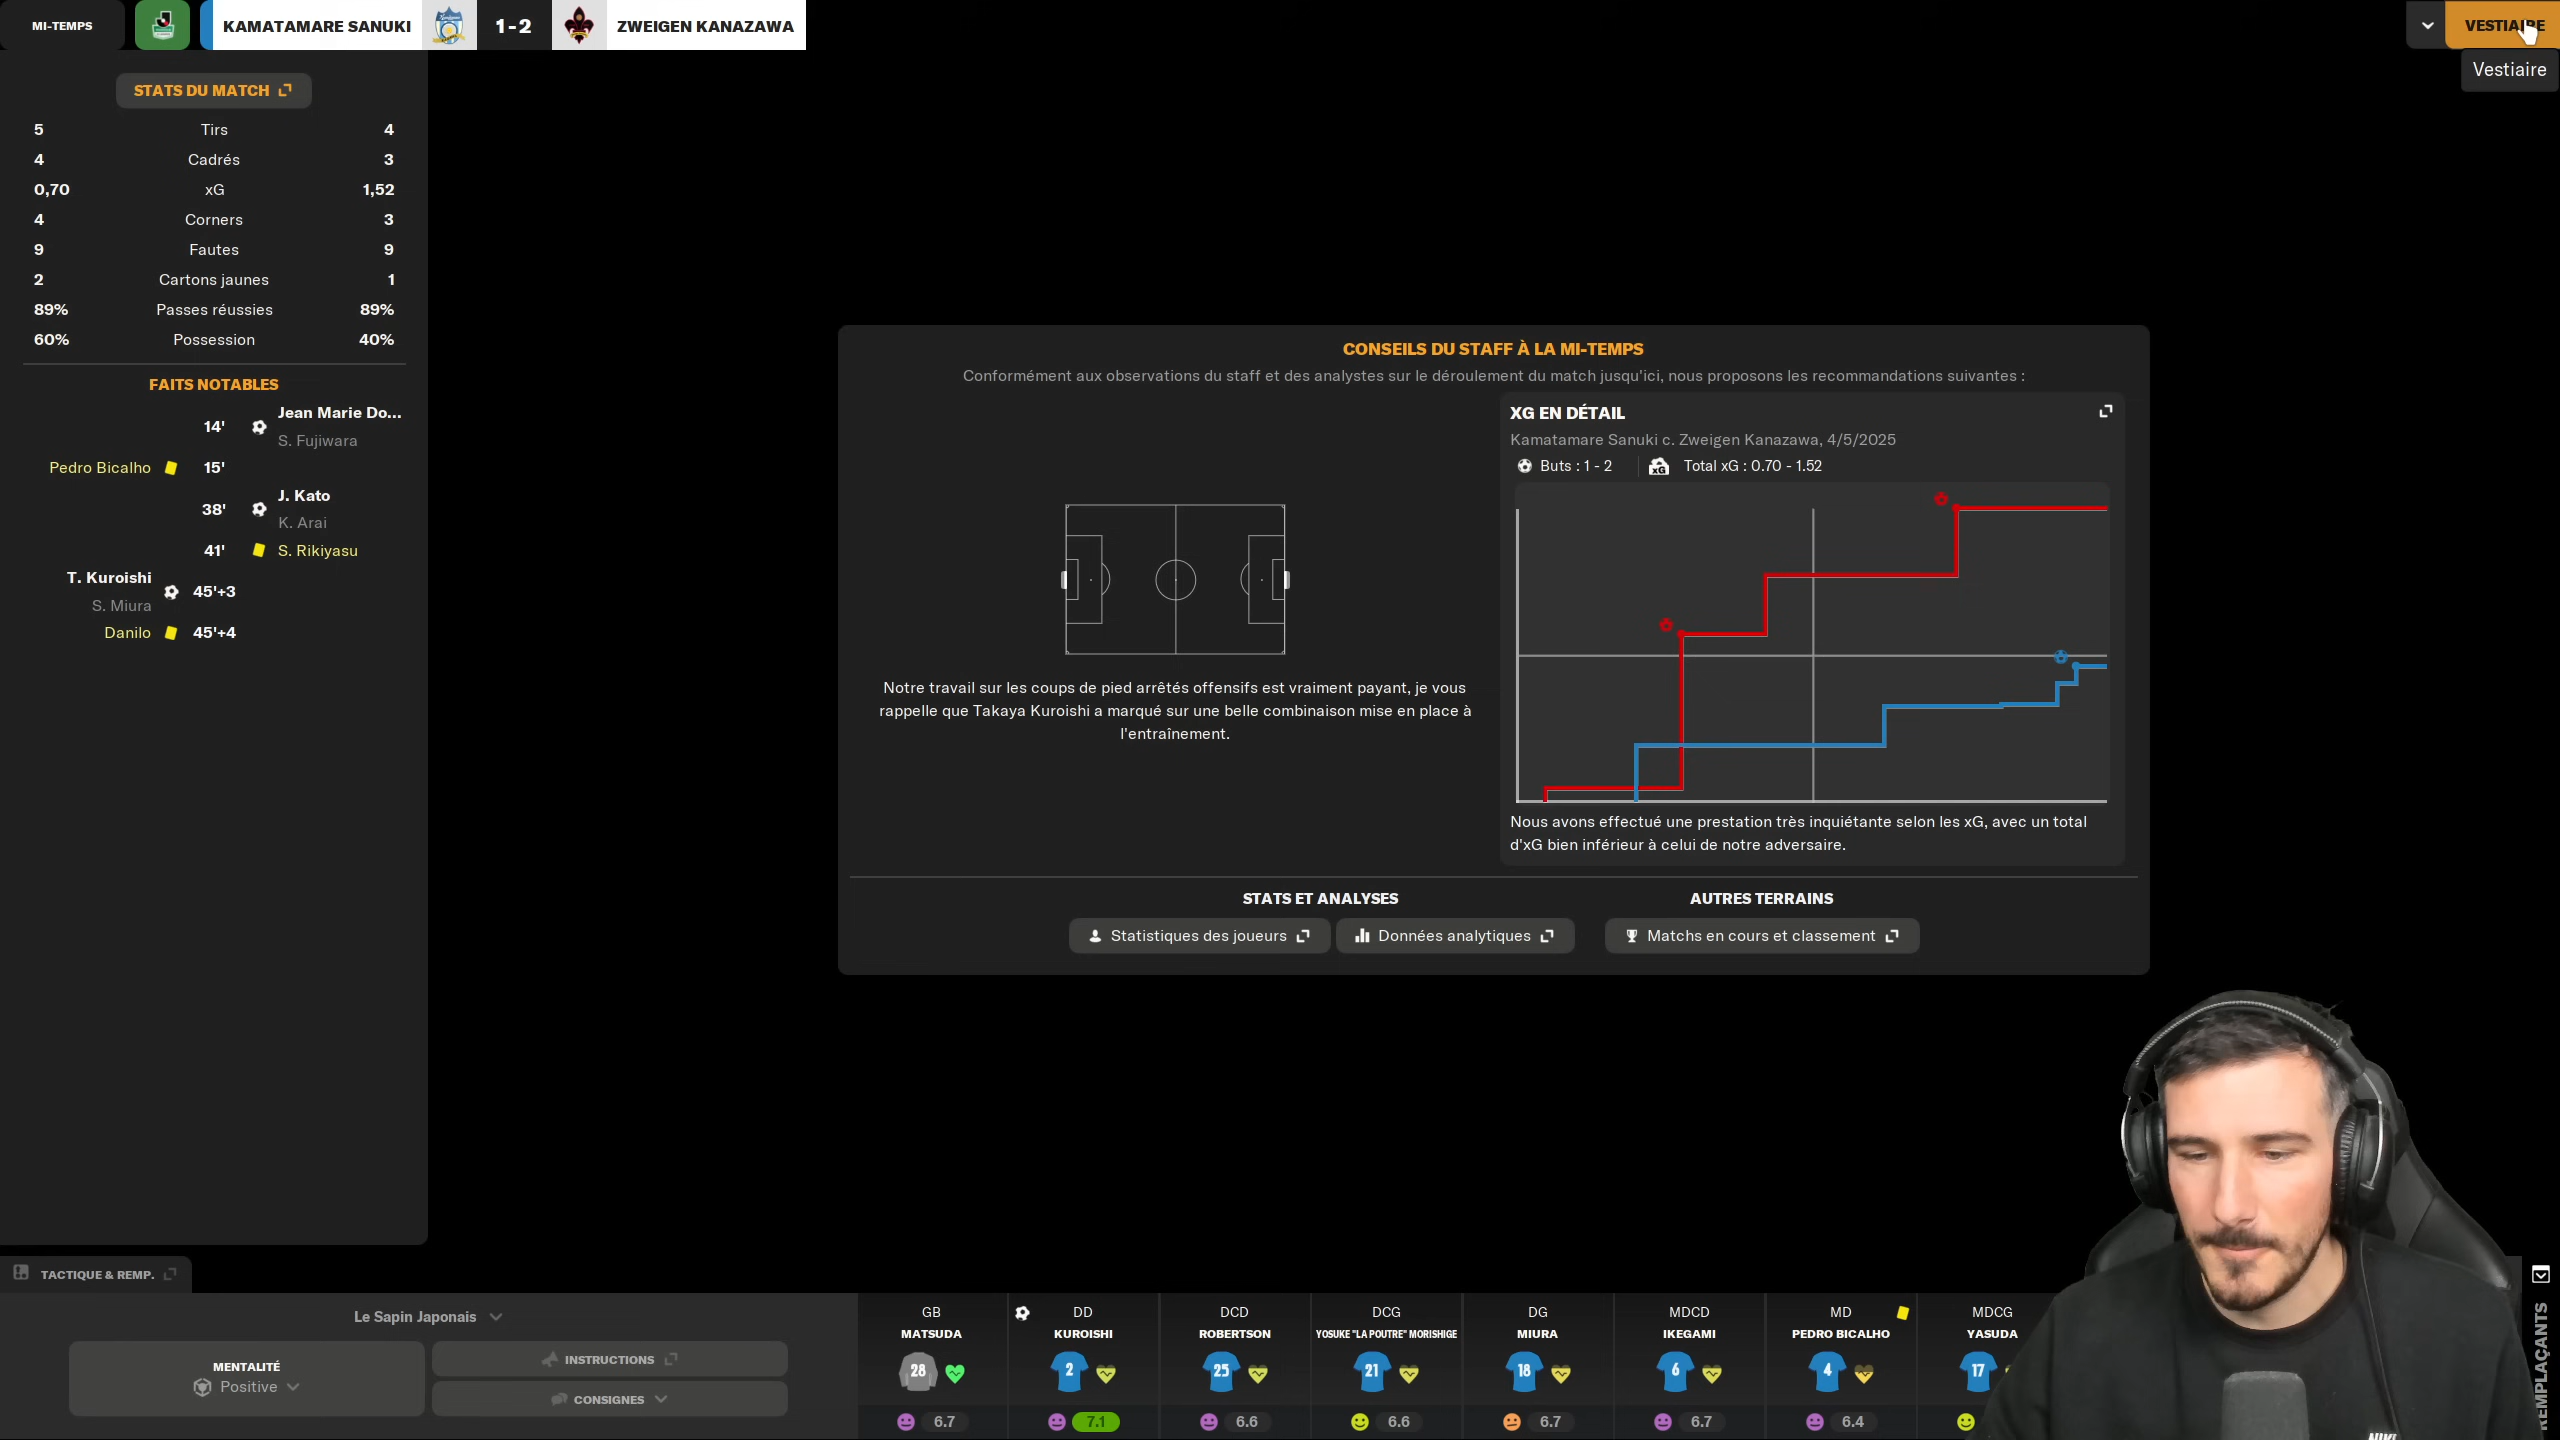 MI-TEMPS
KAMATAMARE SANUKI
1 - 2
ZWEIGEN KANAZAWA
VESTIAIRE
Vestiaire
STATS DU MATCH
5 Tirs 4
4 Cadrés 3
0,70 xG 1,52
4 Corners 3
9 Fautes 9
2 Cartons jaunes 1
89% Passes réussies 89%
60% Possession 40%
FAITS NOTABLES
14' Jean Marie Do...
S. Fujiwara
Pedro Bicalho 15'
38' J. Kato
K. Arai
41' S. Rikiyasu
T. Kuroishi 45'+3
S. Miura
Danilo 45'+4
CONSEILS DU STAFF À LA MI-TEMPS
Conformément aux observations du staff et des analystes sur le déroulement du match jusqu'ici, nous proposons les recommandations suivantes :
Notre travail sur les coups de pied arrêtés offensifs est vraiment payant, je vous
rappelle que Takaya Kuroishi a marqué sur une belle combinaison mise en place à
l'entraînement.
XG EN DÉTAIL
Kamatamare Sanuki c. Zweigen Kanazawa, 4/5/2025
Buts : 1 - 2
xG Total xG : 0.70 - 1.52
Nous avons effectué une prestation très inquiétante selon les xG, avec un total
d'xG bien inférieur à celui de notre adversaire.
STATS ET ANALYSES
Statistiques des joueurs
Données analytiques
AUTRES TERRAINS
Matchs en cours et classement
TACTIQUE & REMP.
Le Sapin Japonais
MENTALITÉ
Positive
INSTRUCTIONS
CONSIGNES
GB DD DCD DCG DG MDCD MD MDCG
MATSUDA KUROISHI ROBERTSON YOSUKE "LA POUTRE" MORISHIGE MIURA IKEGAMI PEDRO BICALHO YASUDA
28 2 25 21 18 6 4 17
6.7 7.1 6.6 6.6 6.7 6.7 6.4
REMPLAÇANTS